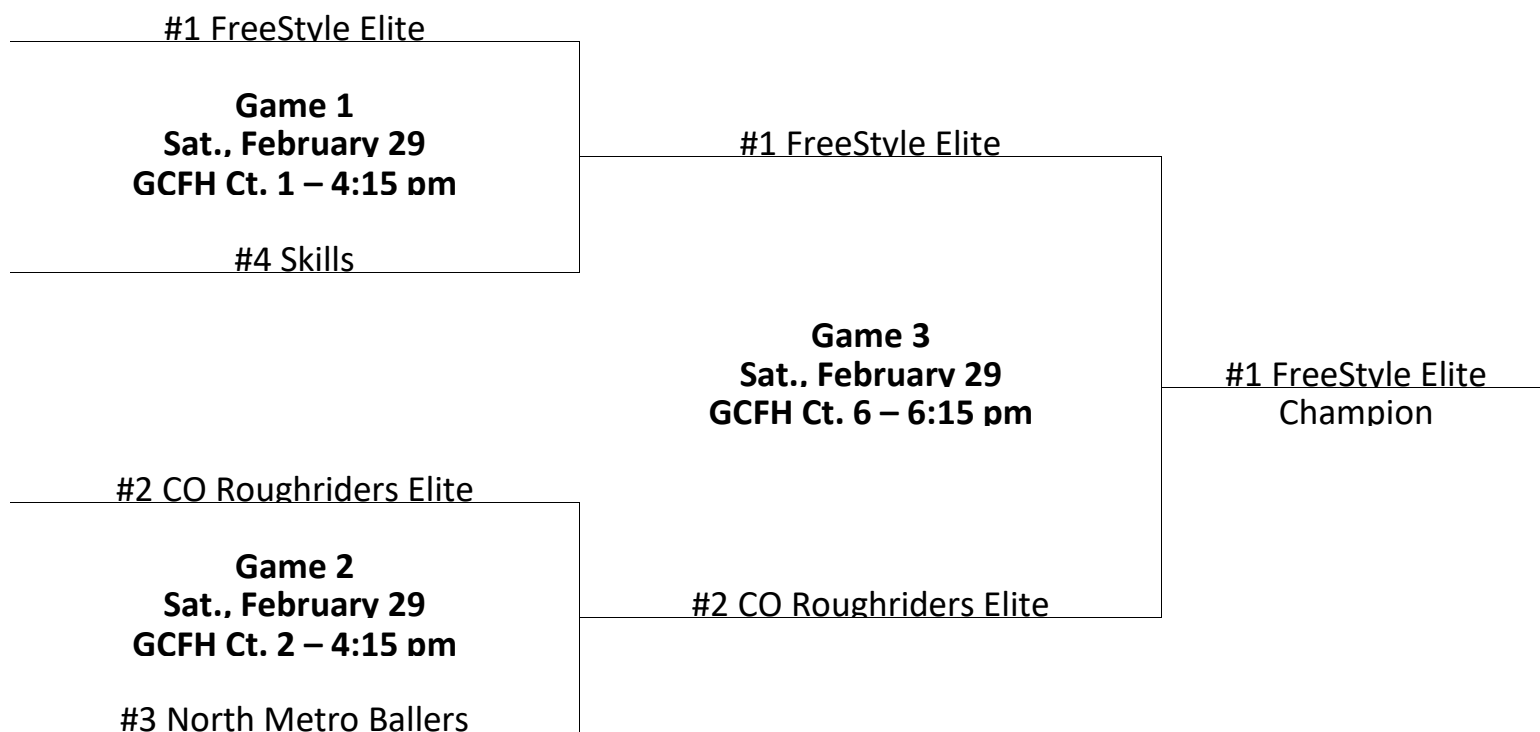 #1 FreeStyle Elite
Game 1
Sat., February 29
GCFH Ct. 1 – 4:15 pm
#4 Skills
#1 FreeStyle Elite
Game 3
Sat., February 29
GCFH Ct. 6 – 6:15 pm
#1 FreeStyle Elite
Champion
#2 CO Roughriders Elite
Game 2
Sat., February 29
GCFH Ct. 2 – 4:15 pm
#2 CO Roughriders Elite
#3 North Metro Ballers